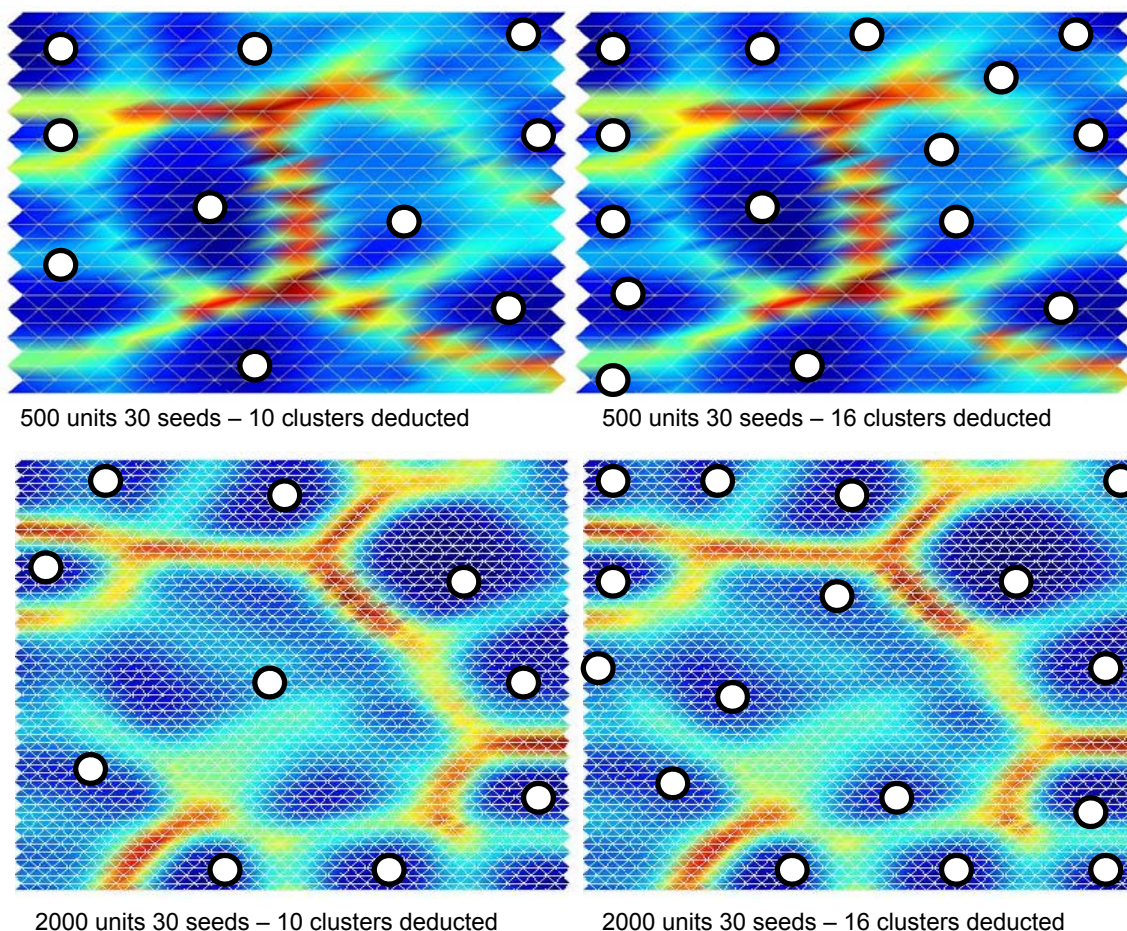 500 units 30 seeds – 10 clusters deducted
500 units 30 seeds – 16 clusters deducted
2000 units 30 seeds – 10 clusters deducted
2000 units 30 seeds – 16 clusters deducted